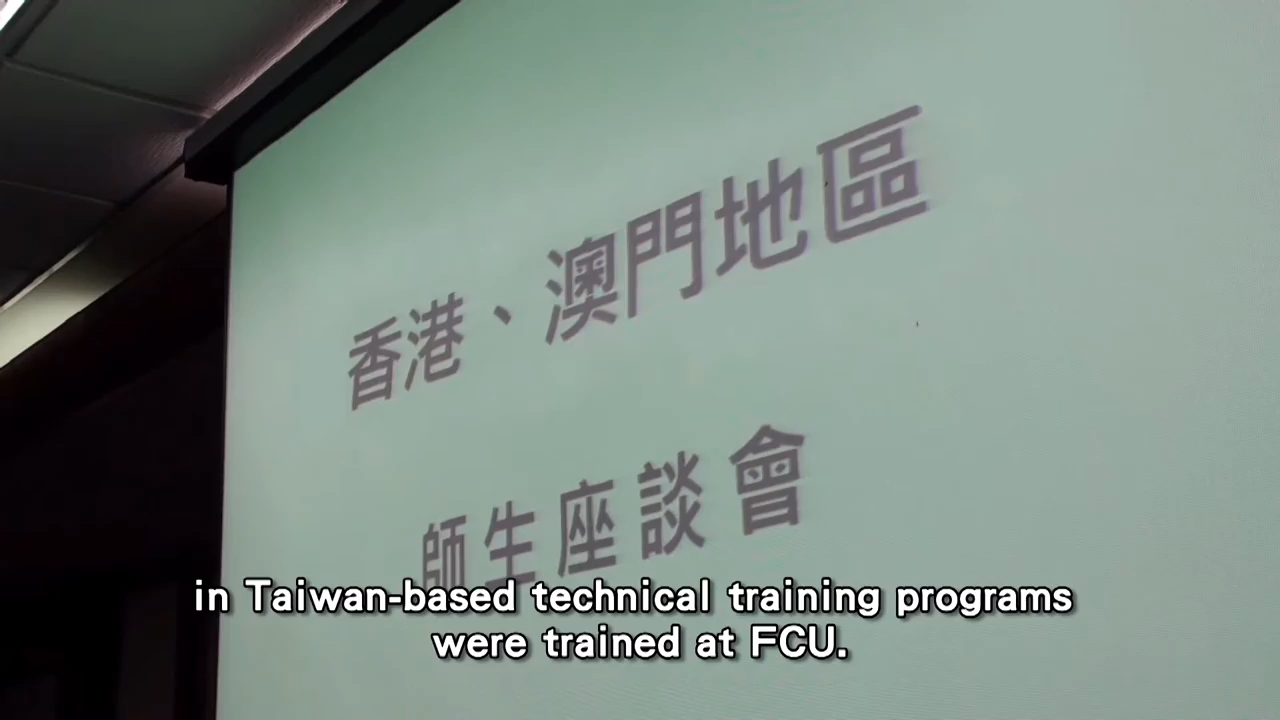 香港、澳門地區
師生座談會
in Taiwan-based technical training programs
were trained at FCU.